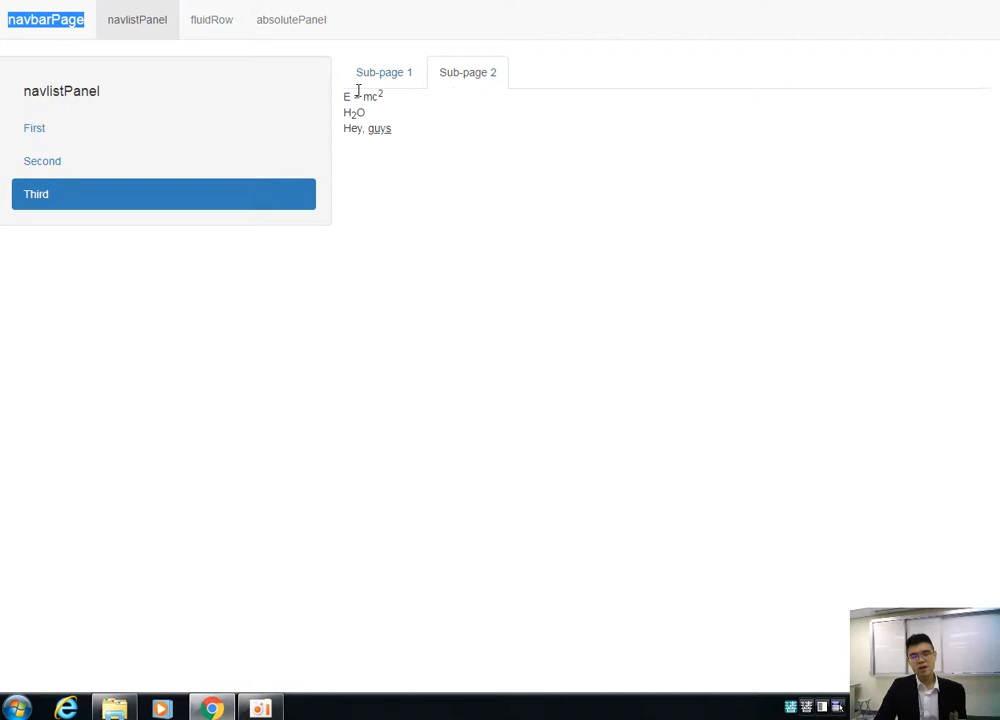 navbarPage navlistPanel fluidRow absolutePanel
navlistPanel
First
Second
Third
Sub-page 1 Sub-page 2
E = mc²
H₂O
Hey, guys